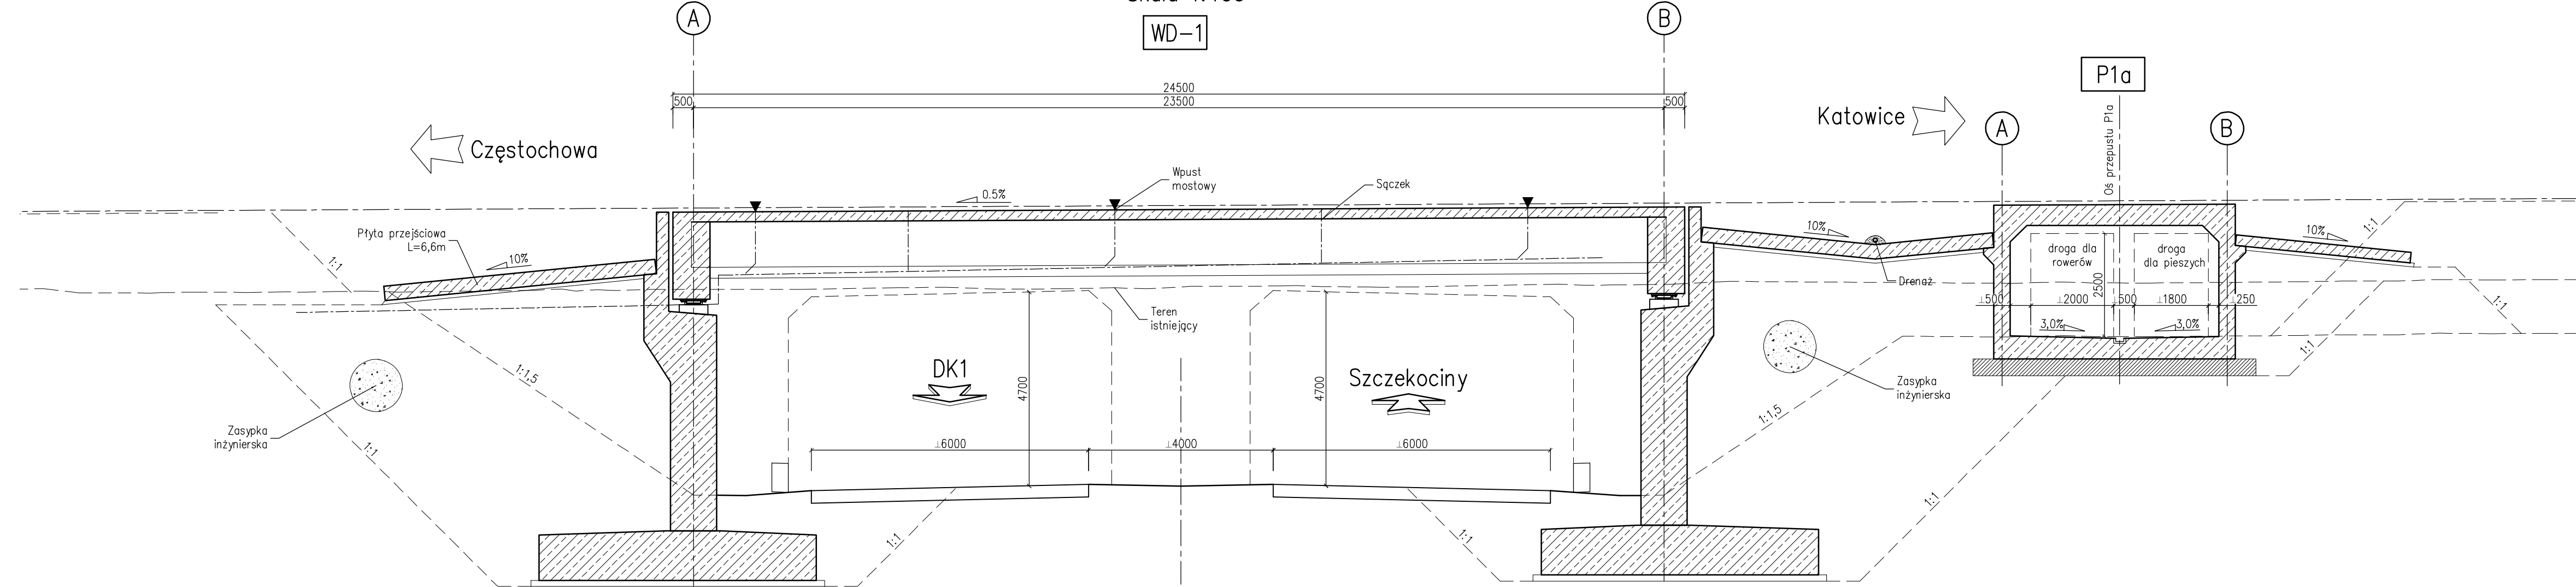 A
WD-1
B
P1a
24500
500
23500
500
Katowice
A
Oś przepustu P1a
B
Częstochowa
Wpust
mostowy
Sączek
0.5%
Płyta przejściowa
L=6,6m
10%
1:1
10%
10%
1:1
droga dla
rowerów
droga
dla pieszych
2500
Drenaż
⊥500
⊥2000
⊥500
⊥1800
⊥250
3,0%
3,0%
1:1
1:1
Teren
istniejący
DK1
4700
4700
Szczekociny
1:1,5
Zasypka
inżynierska
1:1,5
Zasypka
inżynierska
1:1
⊥6000
⊥4000
⊥6000
1:1
1:1
1:1